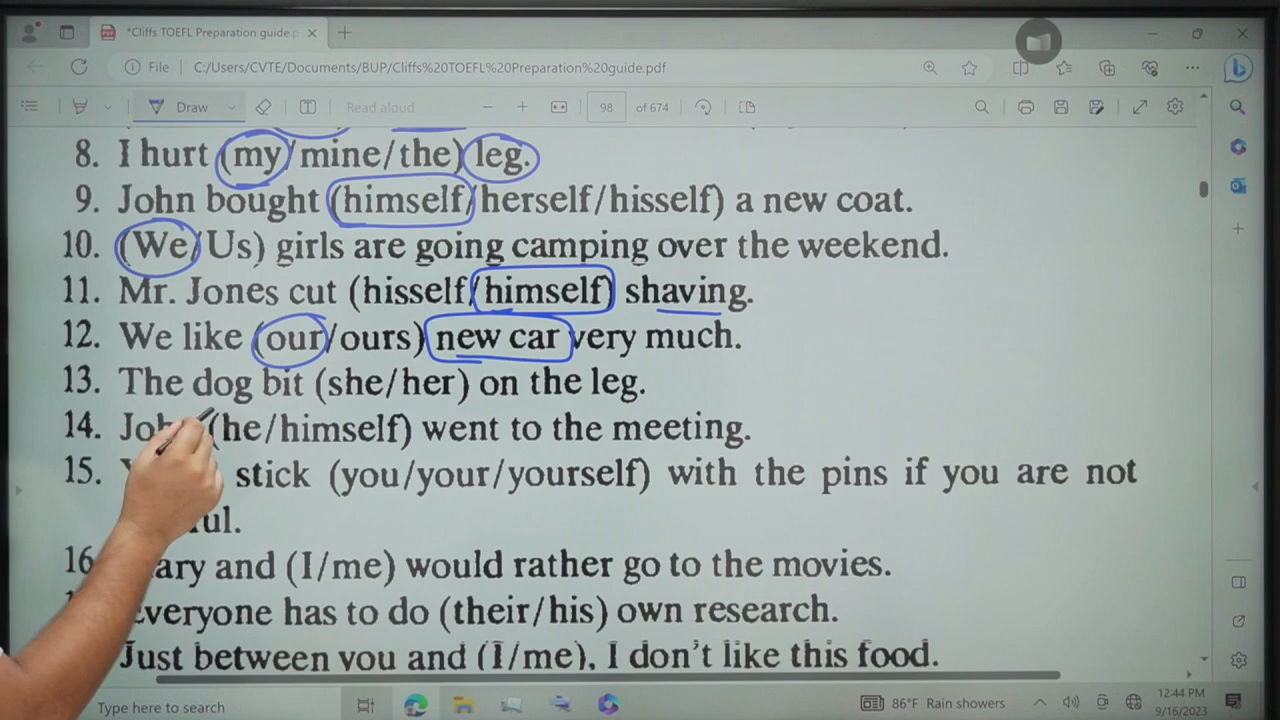 *Cliffs TOEFL Preparation guide.p
File C:/Users/CVTE/Documents/BUP/Cliffs%20TOEFL%20Preparation%20guide.pdf
Draw Read aloud 98 of 674
8. I hurt (my/mine/the) leg.
9. John bought (himself/herself/hisself) a new coat.
10. (We/Us) girls are going camping over the weekend.
11. Mr. Jones cut (hisself/himself) shaving.
12. We like (our/ours) new car very much.
13. The dog bit (she/her) on the leg.
14. (he/himself) went to the meeting.
15. stick (you/your/yourself) with the pins if you are not
16 and (I/me) would rather go to the movies.
Everyone has to do (their/his) own research.
Just between you and (I/me), I don't like this food.
Type here to search 86°F Rain showers 12:44 PM
9/16/2023